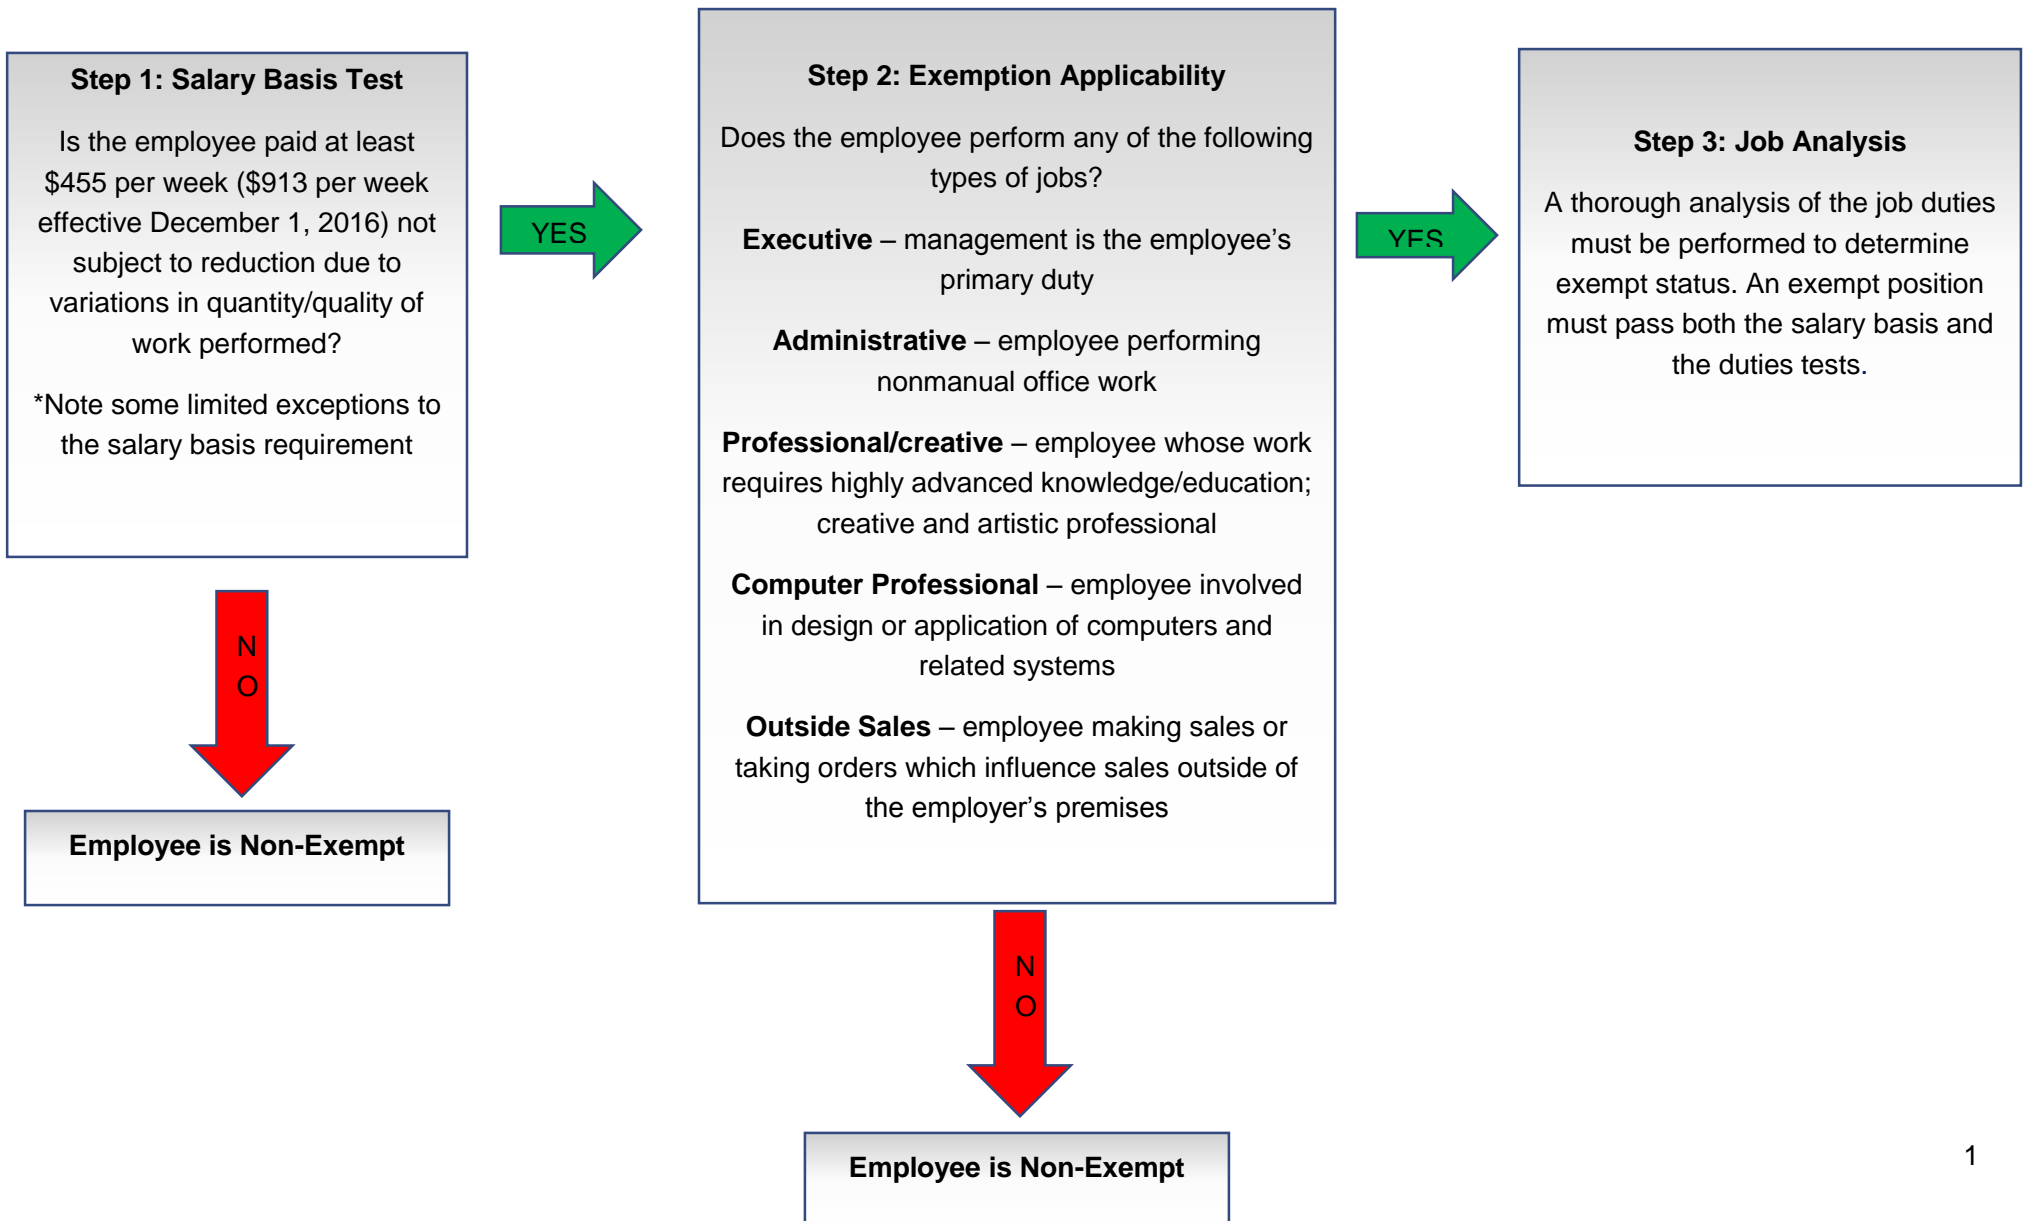 Step 1: Salary Basis Test
Is the employee paid at least
$455 per week ($913 per week
effective December 1, 2016) not
subject to reduction due to
variations in quantity/quality of
work performed?
*Note some limited exceptions to
the salary basis requirement
YES
N
O
Employee is Non-Exempt
Step 2: Exemption Applicability
Does the employee perform any of the following
types of jobs?
Executive – management is the employee’s
primary duty
Administrative – employee performing
nonmanual office work
Professional/creative – employee whose work
requires highly advanced knowledge/education;
creative and artistic professional
Computer Professional – employee involved
in design or application of computers and
related systems
Outside Sales – employee making sales or
taking orders which influence sales outside of
the employer’s premises
YES
N
O
Employee is Non-Exempt
Step 3: Job Analysis
A thorough analysis of the job duties
must be performed to determine
exempt status. An exempt position
must pass both the salary basis and
the duties tests.
1